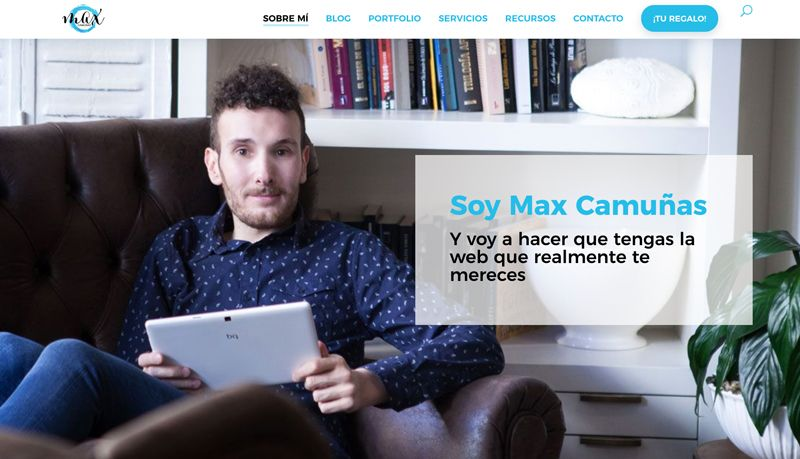 max
SOBRE MÍ BLOG PORTFOLIO SERVICIOS RECURSOS CONTACTO ¡TU REGALO!
Soy Max Camuñas
Y voy a hacer que tengas la
web que realmente te
mereces
bq